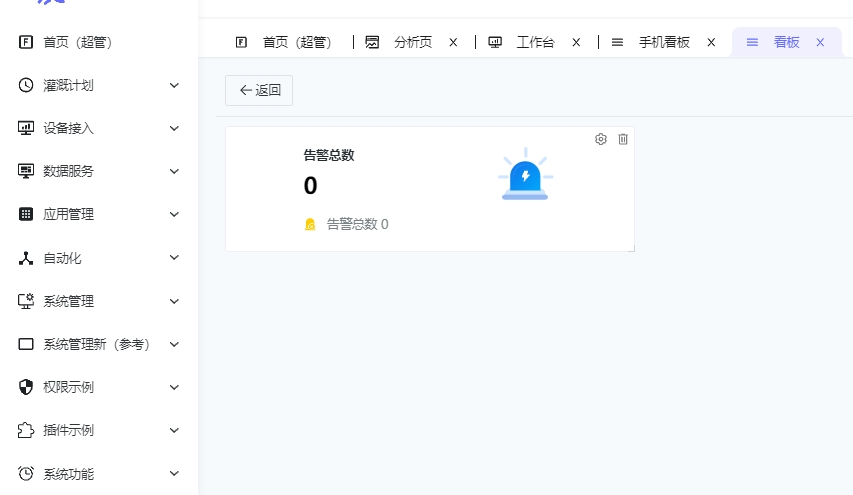 首页（超管）
灌溉计划
设备接入
数据服务
应用管理
自动化
系统管理
系统管理新（参考）
权限示例
插件示例
系统功能
首页（超管） 分析页 X 工作台 X 手机看板 X 看板 X
返回
告警总数
0
告警总数 0